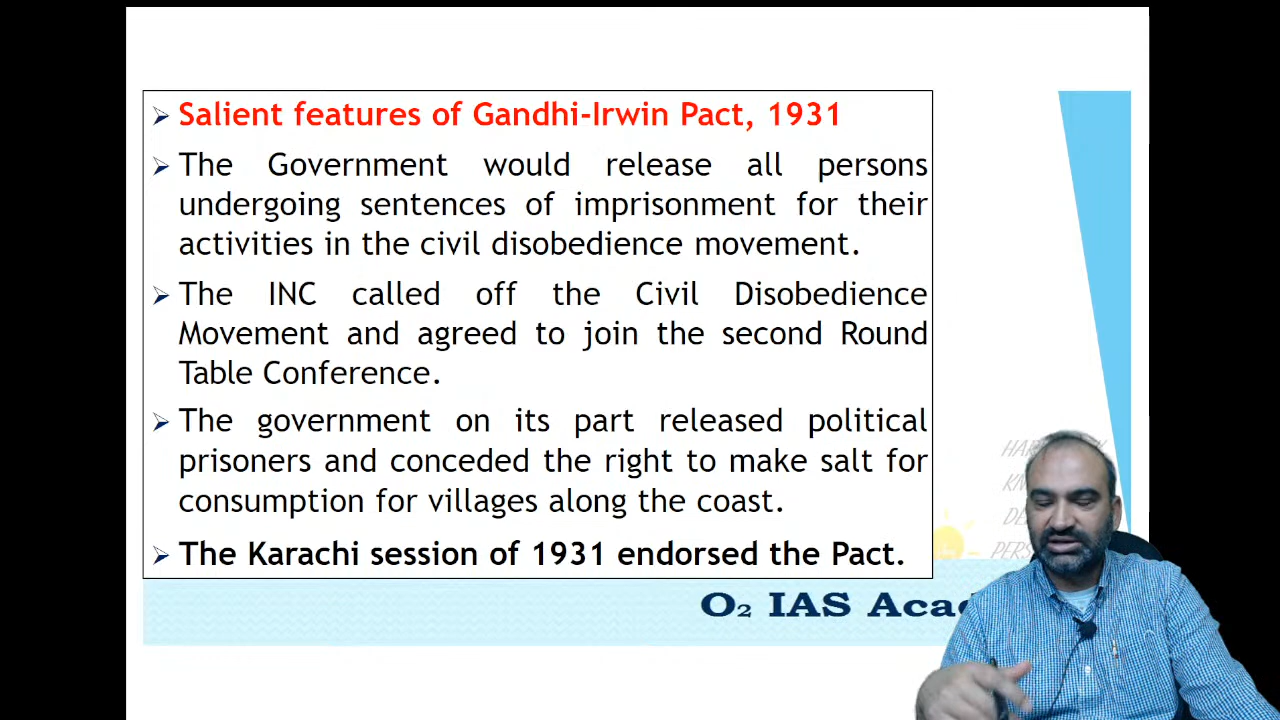 Salient features of Gandhi-Irwin Pact, 1931
The Government would release all persons
undergoing sentences of imprisonment for their
activities in the civil disobedience movement.
The INC called off the Civil Disobedience
Movement and agreed to join the second Round
Table Conference.
The government on its part released political
prisoners and conceded the right to make salt for
consumption for villages along the coast.
The Karachi session of 1931 endorsed the Pact.
O₂ IAS